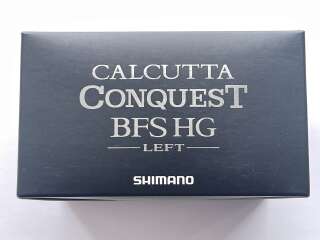 CALCUTTA
CONQUEST
BFS HG
LEFT
SHIMANO